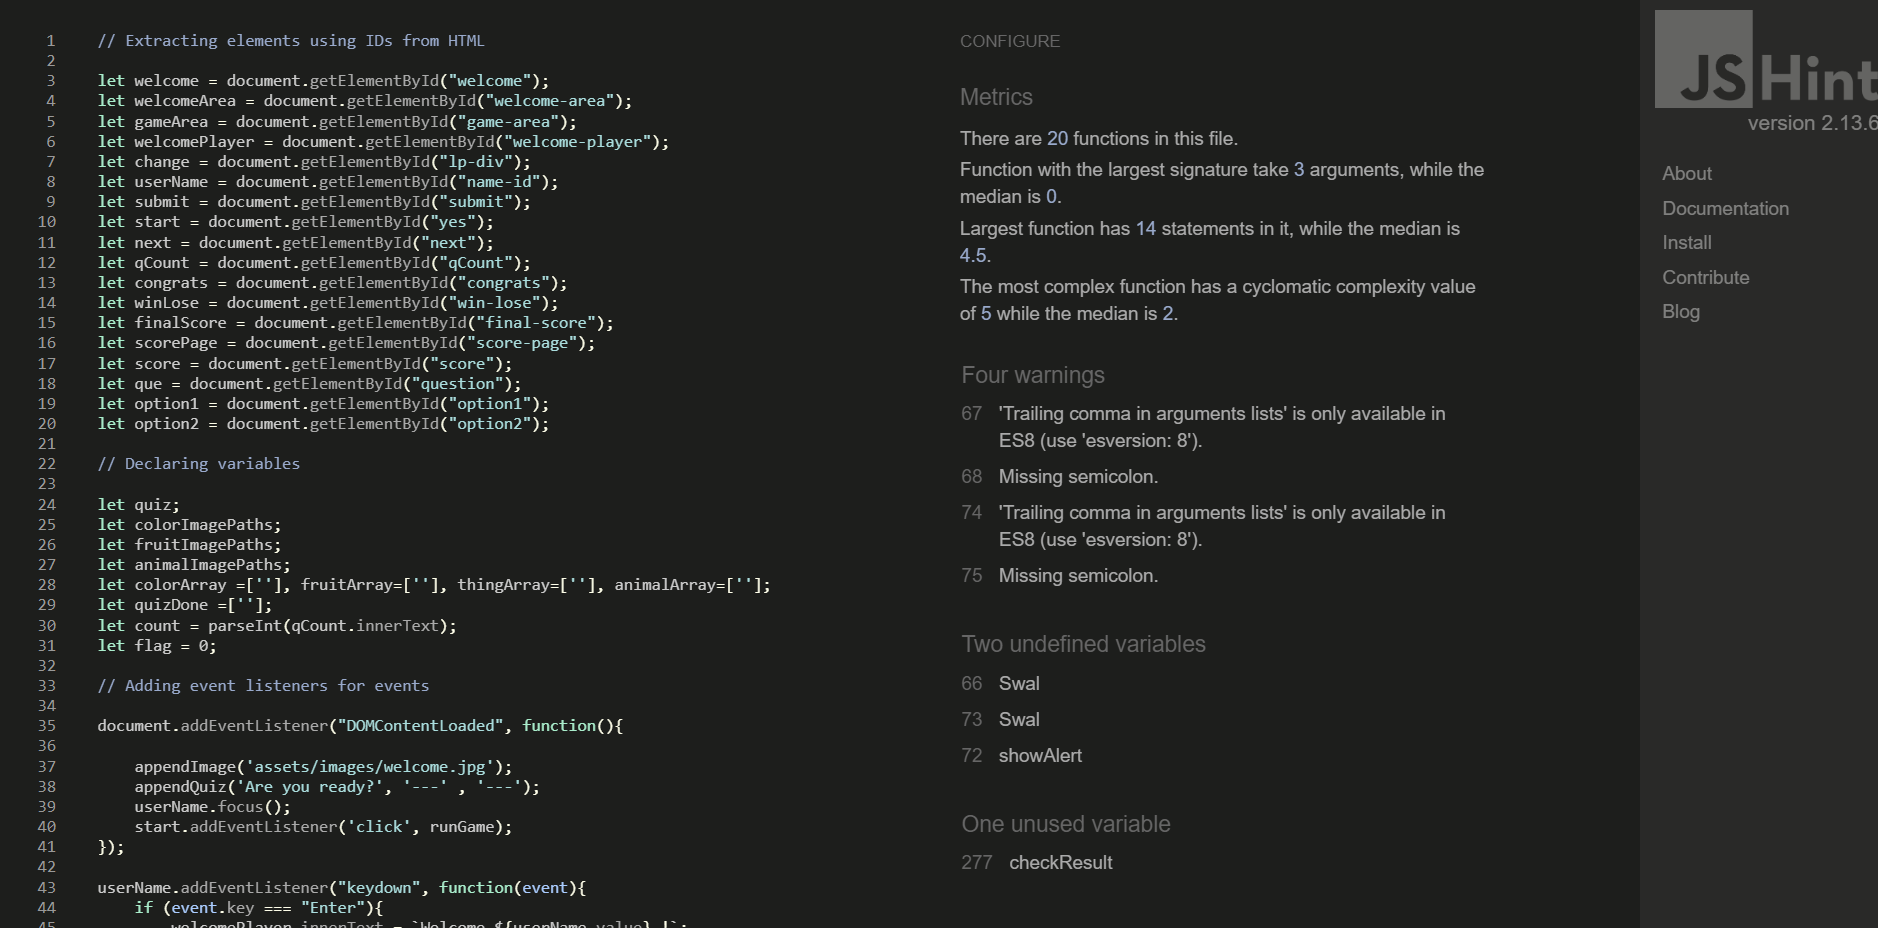 1 // Extracting elements using IDs from HTML
2
3 let welcome = document.getElementById("welcome");
4 let welcomeArea = document.getElementById("welcome-area");
5 let gameArea = document.getElementById("game-area");
6 let welcomePlayer = document.getElementById("welcome-player");
7 let change = document.getElementById("lp-div");
8 let userName = document.getElementById("name-id");
9 let submit = document.getElementById("submit");
10 let start = document.getElementById("yes");
11 let next = document.getElementById("next");
12 let qCount = document.getElementById("qCount");
13 let congrats = document.getElementById("congrats");
14 let winLose = document.getElementById("win-lose");
15 let finalScore = document.getElementById("final-score");
16 let scorePage = document.getElementById("score-page");
17 let score = document.getElementById("score");
18 let que = document.getElementById("question");
19 let option1 = document.getElementById("option1");
20 let option2 = document.getElementById("option2");
21
22 // Declaring variables
23
24 let quiz;
25 let colorImagePaths;
26 let fruitImagePaths;
27 let animalImagePaths;
28 let colorArray =[''], fruitArray=[''], thingArray=[''], animalArray=[''];
29 let quizDone =[''];
30 let count = parseInt(qCount.innerText);
31 let flag = 0;
32
33 // Adding event listeners for events
34
35 document.addEventListener("DOMContentLoaded", function(){
36
37 appendImage('assets/images/welcome.jpg');
38 appendQuiz('Are you ready?', '---' , '---');
39 userName.focus();
40 start.addEventListener('click', runGame);
41 });
42
43 userName.addEventListener("keydown", function(event){
44 if (event.key === "Enter"){
45 welcomePlayer.innerText = `Welcome ${userName.value} !`;
CONFIGURE
Metrics
There are 20 functions in this file.
Function with the largest signature take 3 arguments, while the
median is 0.
Largest function has 14 statements in it, while the median is
4.5.
The most complex function has a cyclomatic complexity value
of 5 while the median is 2.
Four warnings
67 'Trailing comma in arguments lists' is only available in
ES8 (use 'esversion: 8').
68 Missing semicolon.
74 'Trailing comma in arguments lists' is only available in
ES8 (use 'esversion: 8').
75 Missing semicolon.
Two undefined variables
66 Swal
73 Swal
72 showAlert
One unused variable
277 checkResult
JSHint
version 2.13.6
About
Documentation
Install
Contribute
Blog